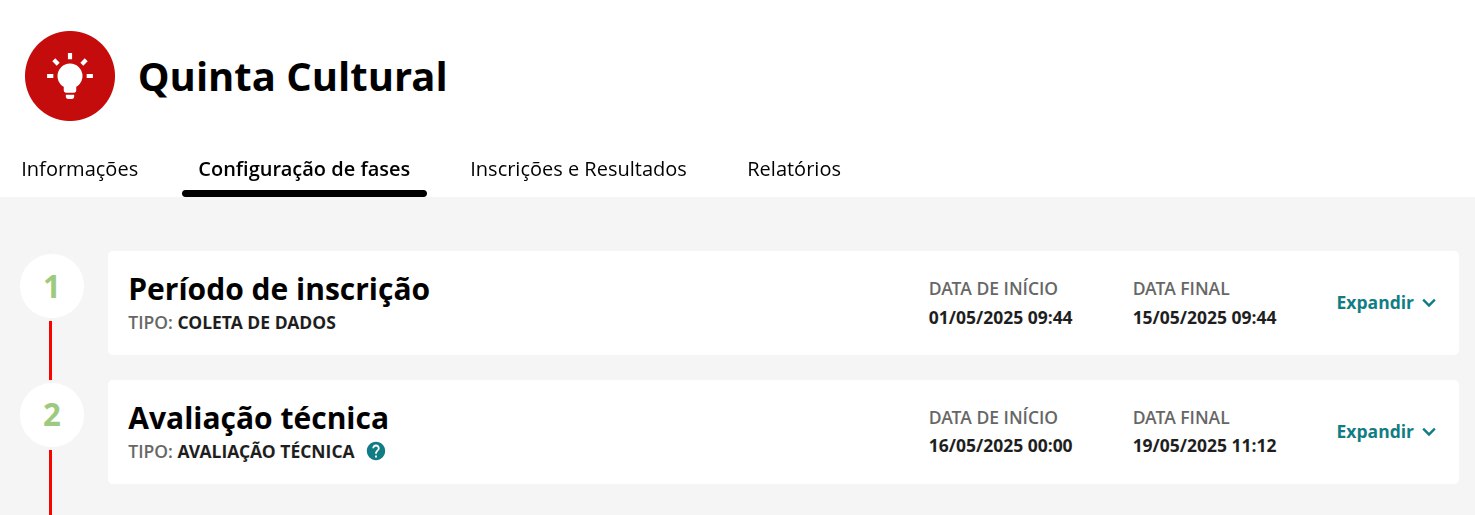 Quinta Cultural
Informações Configuração de fases Inscrições e Resultados Relatórios
1
Período de inscrição
TIPO: COLETA DE DADOS
DATA DE INÍCIO
01/05/2025 09:44
DATA FINAL
15/05/2025 09:44
Expandir
2
Avaliação técnica
TIPO: AVALIAÇÃO TÉCNICA ?
DATA DE INÍCIO
16/05/2025 00:00
DATA FINAL
19/05/2025 11:12
Expandir